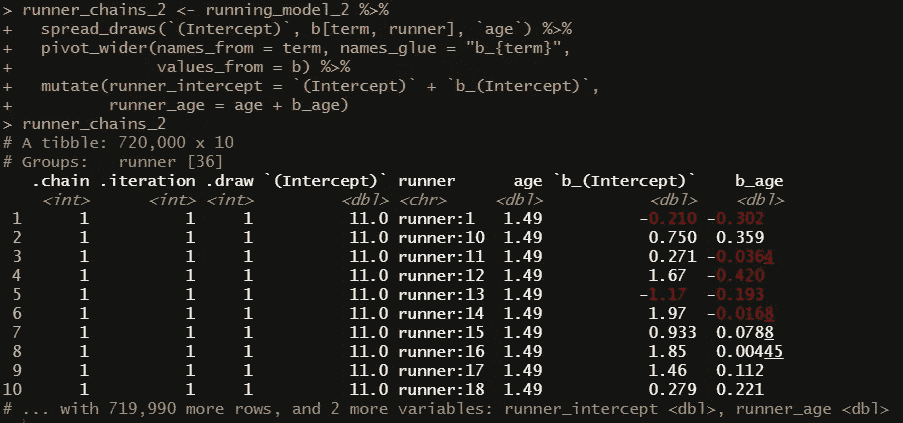 > runner_chains_2 <- running_model_2 %>%
+   spread_draws(`(Intercept)`, b[term, runner], `age`) %>%
+   pivot_wider(names_from = term, names_glue = "b_{term}",
+               values_from = b) %>%
+   mutate(runner_intercept = `(Intercept)` + `b_(Intercept)`,
+          runner_age = age + b_age)
> runner_chains_2
# A tibble: 720,000 x 10
# Groups:   runner [36]
   .chain .iteration .draw `(Intercept)` runner      age `b_(Intercept)`    b_age
    <int>      <int> <int>         <dbl> <chr>     <dbl>           <dbl>    <dbl>
 1      1          1     1          11.0 runner:1   1.49          -0.210 -0.302
 2      1          1     1          11.0 runner:10  1.49           0.750  0.359
 3      1          1     1          11.0 runner:11  1.49           0.271 -0.0364
 4      1          1     1          11.0 runner:12  1.49           1.67  -0.420
 5      1          1     1          11.0 runner:13  1.49          -1.17  -0.193
 6      1          1     1          11.0 runner:14  1.49           1.97  -0.0168
 7      1          1     1          11.0 runner:15  1.49           0.933  0.0788
 8      1          1     1          11.0 runner:16  1.49           1.85   0.00445
 9      1          1     1          11.0 runner:17  1.49           1.46   0.112
10      1          1     1          11.0 runner:18  1.49           0.279  0.221
# ... with 719,990 more rows, and 2 more variables: runner_intercept <dbl>, runner_age <dbl>